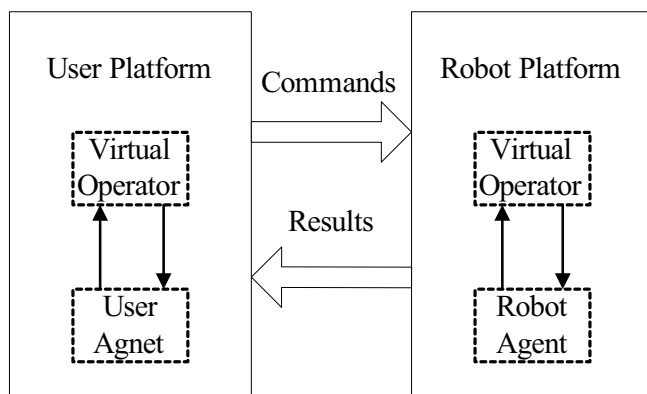 User Platform
Virtual
Operator
User
Agnet
Commands
Results
Robot Platform
Virtual
Operator
Robot
Agent